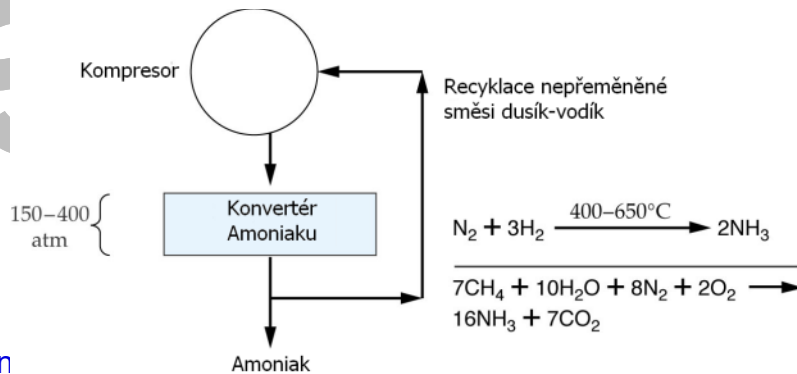 Kompresor
Recyklace nepřeměněné
směsi dusík-vodík
150–400
atm
Konvertér
Amoniaku
N₂ + 3H₂ 400–650°C 2NH₃
7CH₄ + 10H₂O + 8N₂ + 2O₂ ⟶
16NH₃ + 7CO₂
Amoniak